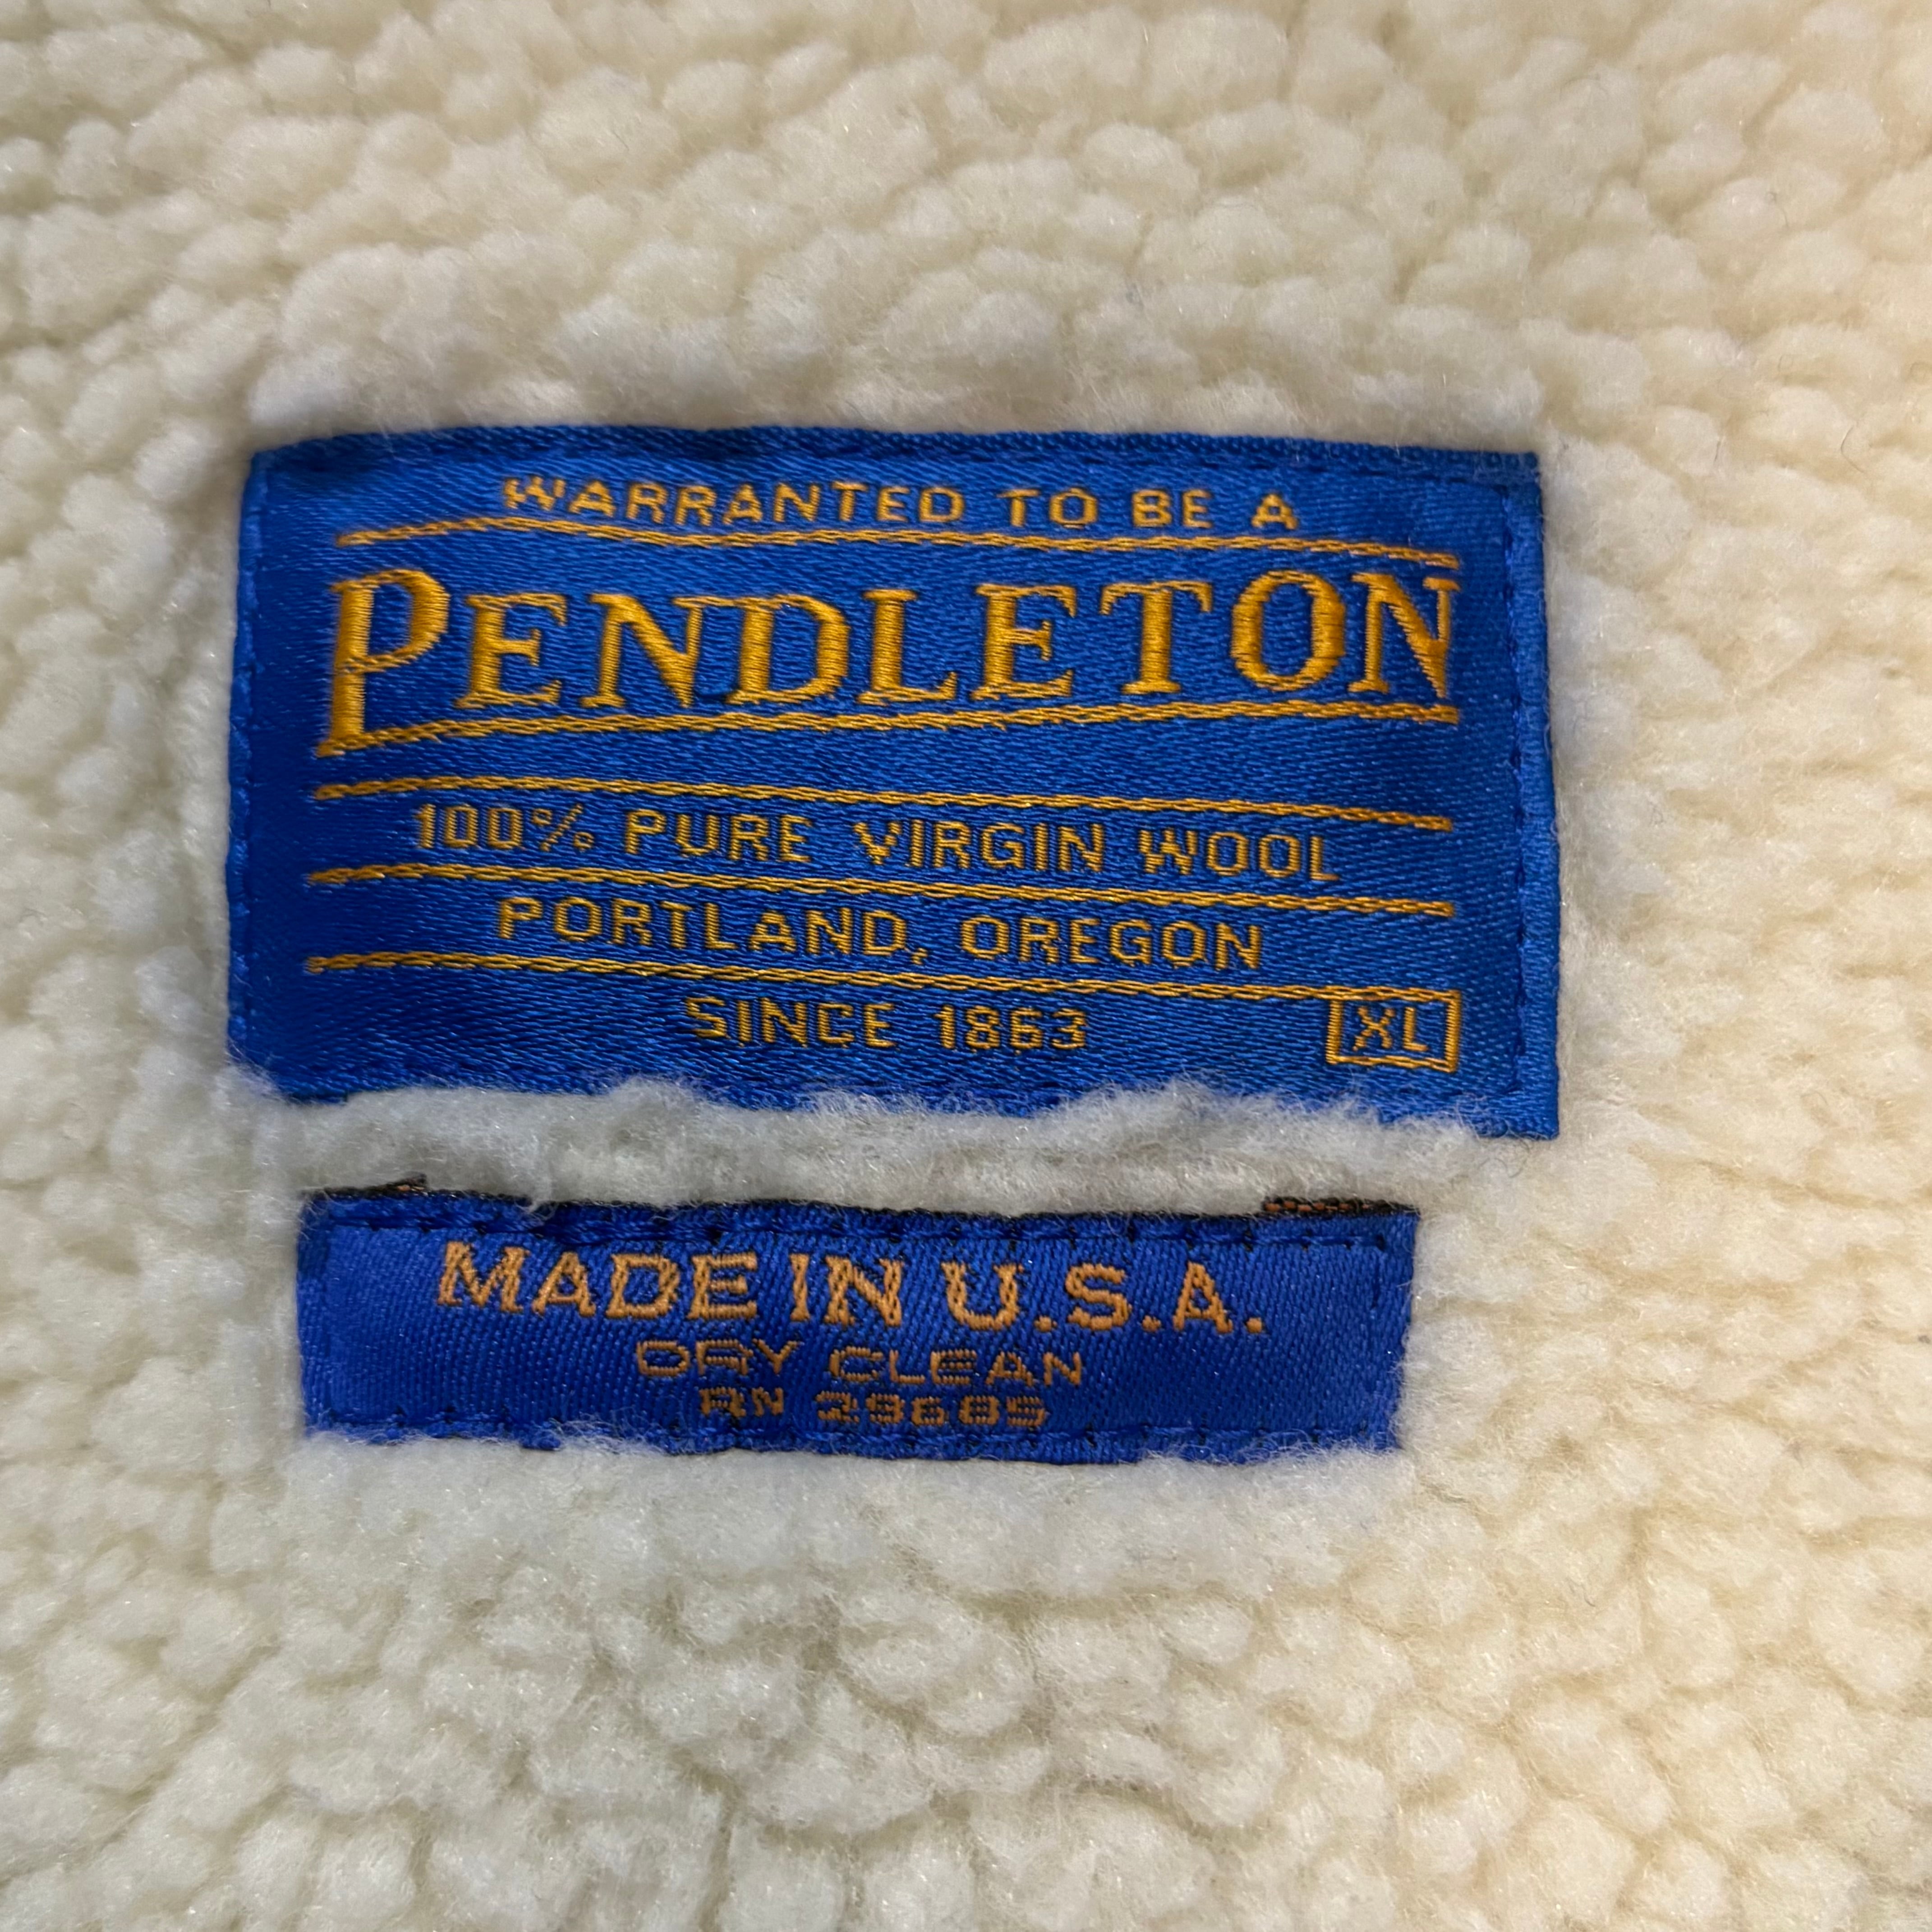 WARRANTED TO BE A
PENDLETON
100% PURE VIRGIN WOOL
PORTLAND, OREGON
SINCE 1863 XL
MADE IN U.S.A.
DRY CLEAN
RN 29685